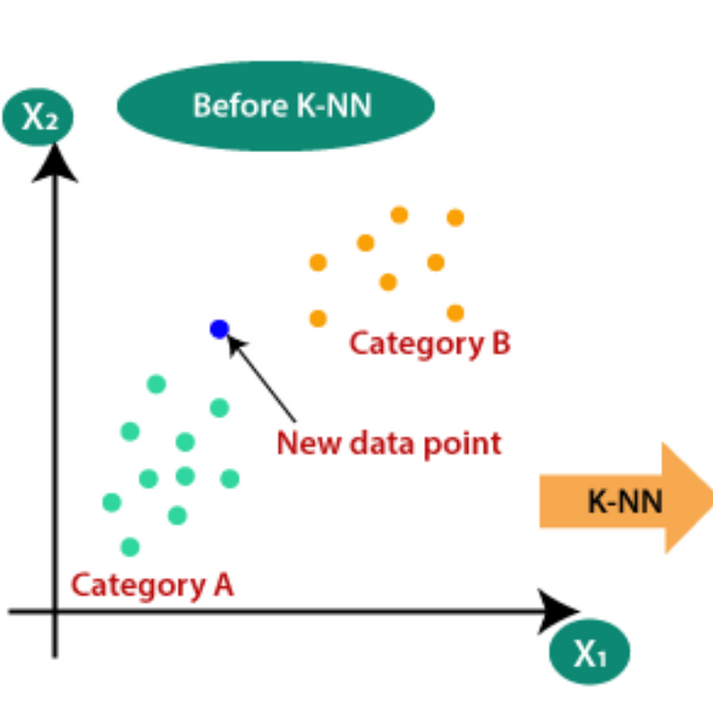 Before K-NN
X₂
Category B
New data point
K-NN
Category A
X₁